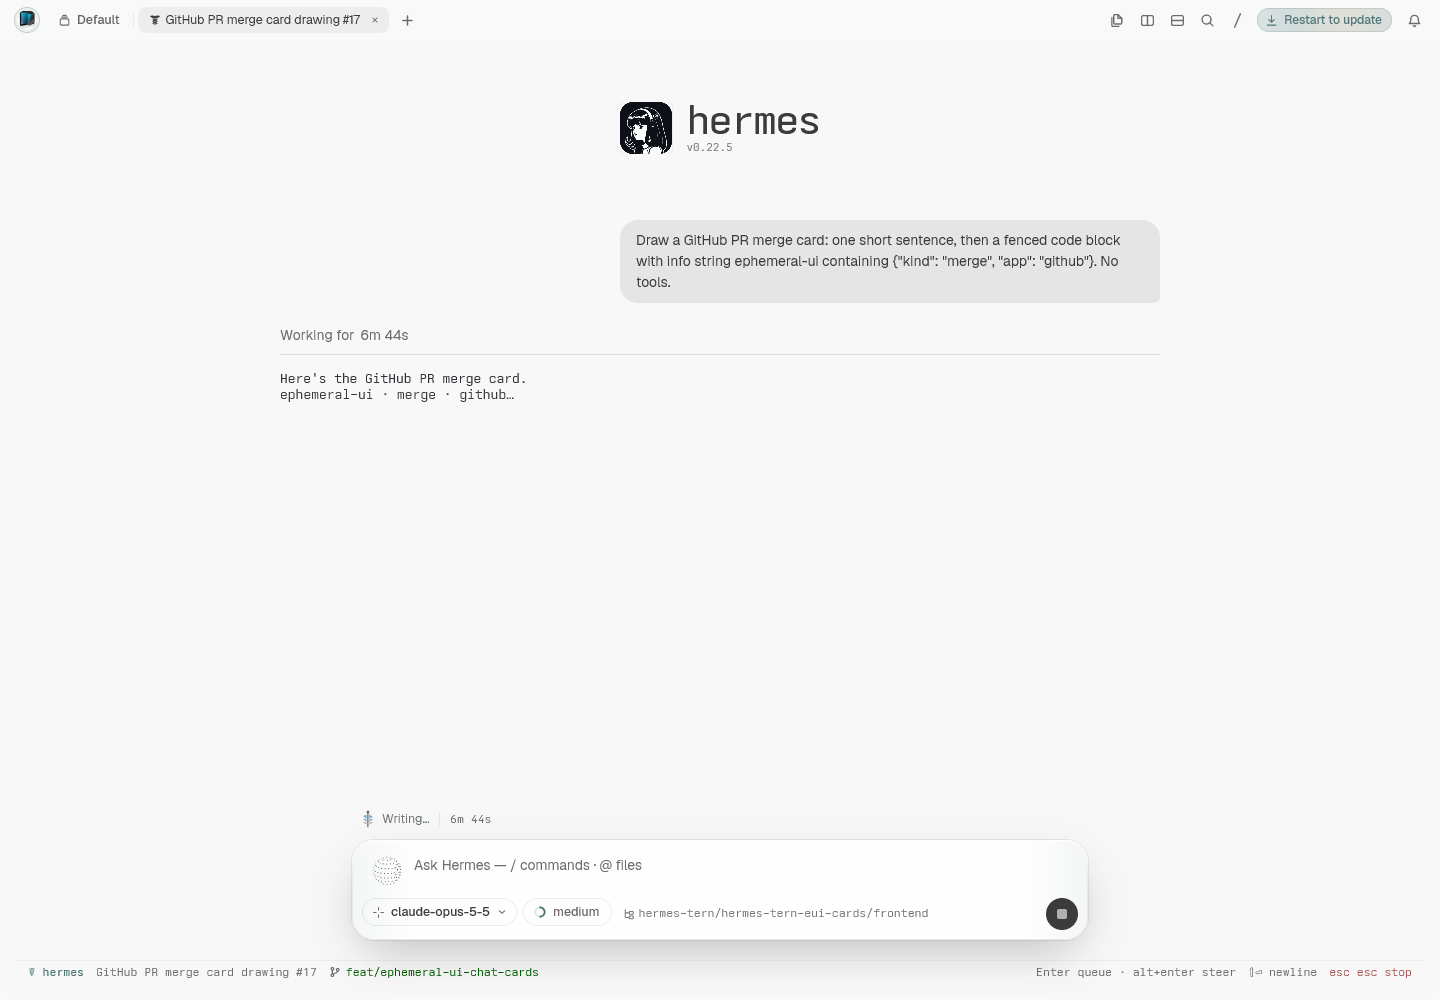 Default
GitHub PR merge card drawing #17
Restart to update
hermes
v0.22.5
Draw a GitHub PR merge card: one short sentence, then a fenced code block
with info string ephemeral-ui containing {"kind": "merge", "app": "github"}. No
tools.
Working for 6m 44s
Here's the GitHub PR merge card.
ephemeral-ui · merge · github…
Writing… 6m 44s
Ask Hermes — / commands · @ files
claude-opus-5-5
medium
hermes-tern/hermes-tern-eui-cards/frontend
hermes GitHub PR merge card drawing #17 feat/ephemeral-ui-chat-cards
Enter queue · alt+enter steer ⇧⏎ newline esc esc stop